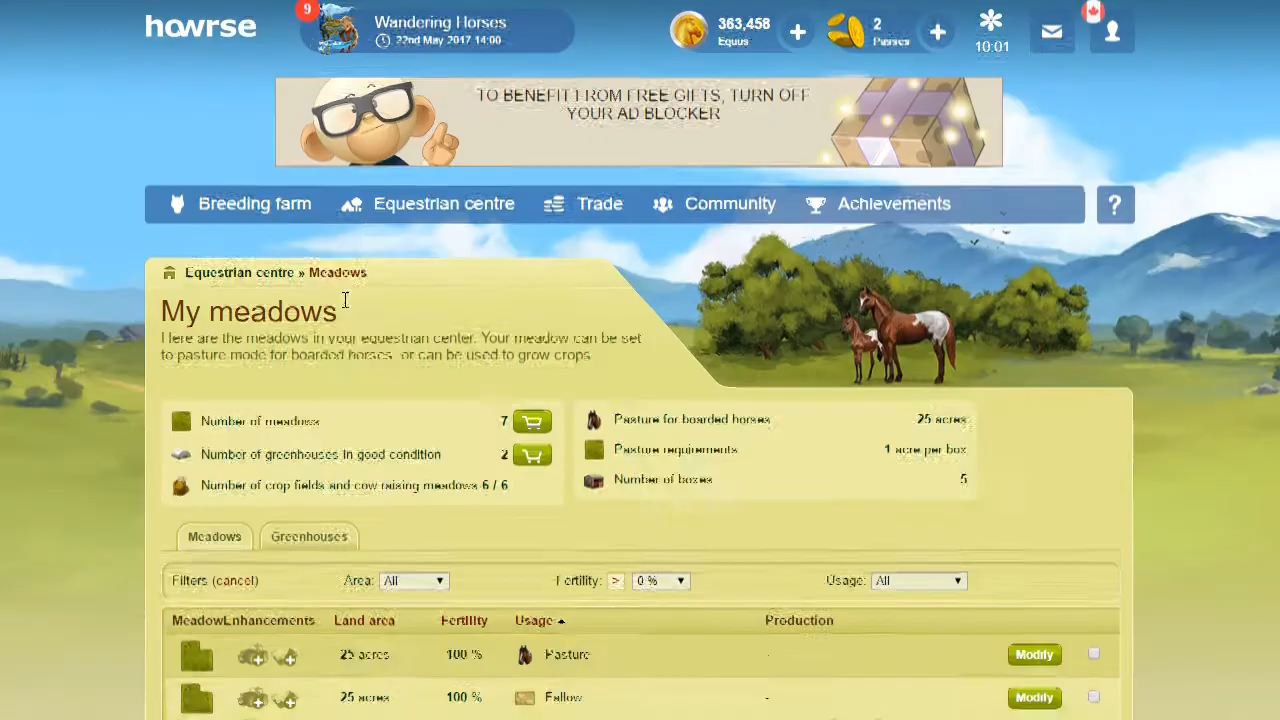 howrse
9
Wandering Horses
22nd May 2017 14:00
363,458
Equus
2
Passes
10:01
TO BENEFIT FROM FREE GIFTS, TURN OFF
YOUR AD BLOCKER
Breeding farm
Equestrian centre
Trade
Community
Achievements
?
Equestrian centre » Meadows
My meadows
Here are the meadows in your equestrian center. Your meadow can be set
to pasture mode for boarded horses, or can be used to grow crops.
Number of meadows 7
Number of greenhouses in good condition 2
Number of crop fields and cow raising meadows 6 / 6
Pasture for boarded horses 25 acres
Pasture requirements 1 acre per box
Number of boxes 5
Meadows Greenhouses
Filters (cancel) Area: All Fertility: > 0 % Usage: All
Meadow Enhancements Land area Fertility Usage Production
25 acres 100 % Pasture - Modify
25 acres 100 % Fallow - Modify